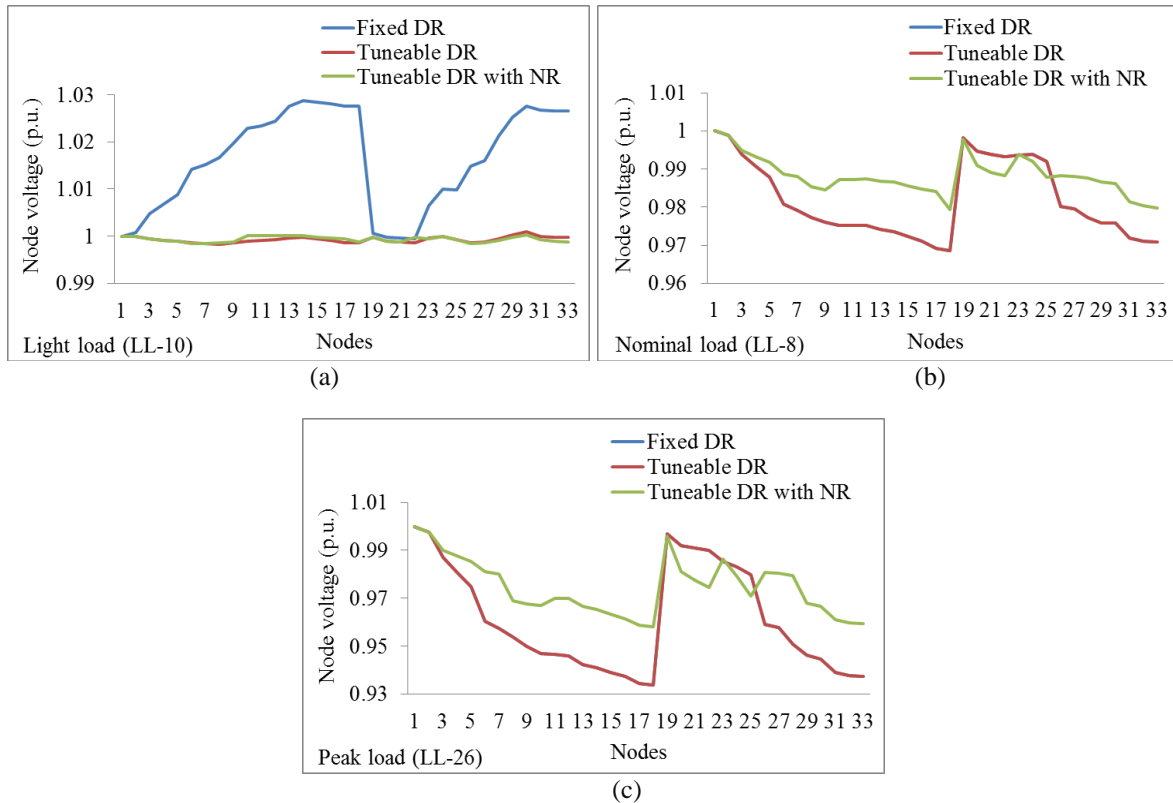 Fixed DR
Tuneable DR
Tuneable DR with NR
Node voltage (p.u.)
1.03
1.02
1.01
1
0.99
1 3 5 7 9 11 13 15 17 19 21 23 25 27 29 31 33
Light load (LL-10)
Nodes
(a)
Fixed DR
Tuneable DR
Tuneable DR with NR
Node voltage (p.u.)
1.01
1
0.99
0.98
0.97
0.96
1 3 5 7 9 11 13 15 17 19 21 23 25 27 29 31 33
Nominal load (LL-8)
Nodes
(b)
Fixed DR
Tuneable DR
Tuneable DR with NR
Node voltage (p.u.)
1.01
0.99
0.97
0.95
0.93
1 3 5 7 9 11 13 15 17 19 21 23 25 27 29 31 33
Peak load (LL-26)
Nodes
(c)